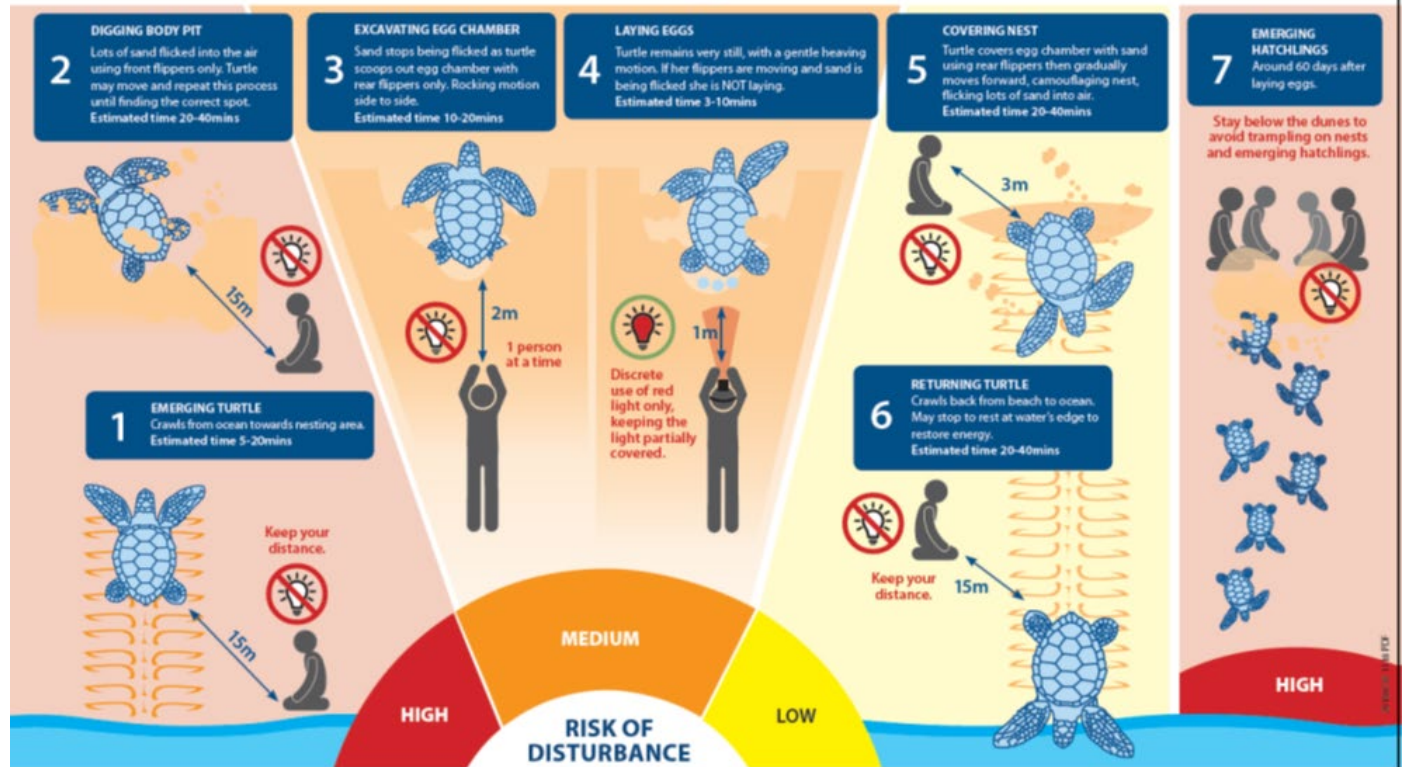 2
DIGGING BODY PIT
Lots of sand flicked into the air
using front flippers only. Turtle
may move and repeat this process
until finding the correct spot.
Estimated time 20-40mins
3
EXCAVATING EGG CHAMBER
Sand stops being flicked as turtle
scoops out egg chamber with
rear flippers only. Rocking motion
side to side.
Estimated time 10-20mins
4
LAYING EGGS
Turtle remains very still, with a gentle heaving
motion. If her flippers are moving and sand is
being flicked she is NOT laying.
Estimated time 3-10mins
5
COVERING NEST
Turtle covers egg chamber with sand
using rear flippers then gradually
moves forward, camouflaging nest,
flicking lots of sand into air.
Estimated time 20-40mins
7
EMERGING
HATCHLINGS
Around 60 days after
laying eggs.
Stay below the dunes to
avoid trampling on nests
and emerging hatchlings.
15m
2m
1 person
at a time
1m
Discrete
use of red
light only,
keeping the
light partially
covered.
3m
1
EMERGING TURTLE
Crawls from ocean towards nesting area.
Estimated time 5-20mins
Keep your
distance.
15m
6
RETURNING TURTLE
Crawls back from beach to ocean.
May stop to rest at water's edge to
restore energy.
Estimated time 20-40mins
Keep your
distance.
15m
HIGH
MEDIUM
LOW
RISK OF
DISTURBANCE
HIGH
PDF